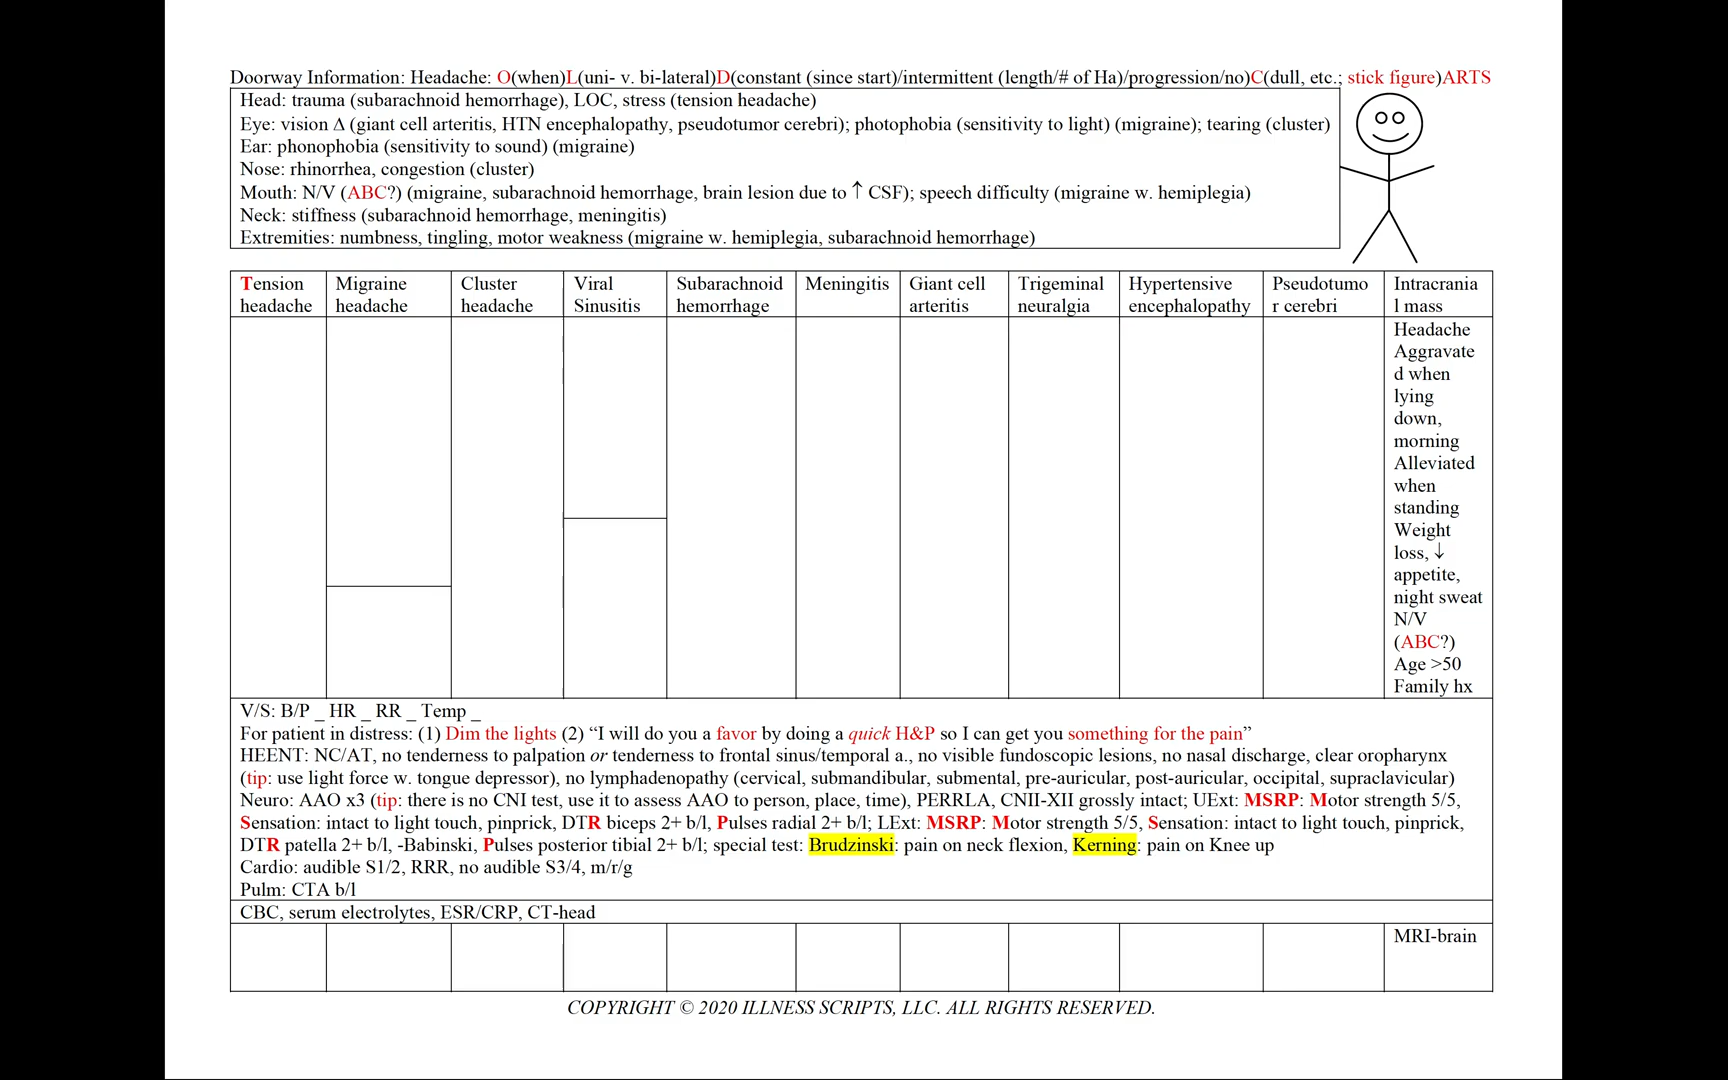 Doorway Information: Headache: O(when)L(uni- v. bi-lateral)D(constant (since start)/intermittent (length/# of Ha)/progression/no)C(dull, etc.; stick figure)ARTS
Head: trauma (subarachnoid hemorrhage), LOC, stress (tension headache)
Eye: vision Δ (giant cell arteritis, HTN encephalopathy, pseudotumor cerebri); photophobia (sensitivity to light) (migraine); tearing (cluster)
Ear: phonophobia (sensitivity to sound) (migraine)
Nose: rhinorrhea, congestion (cluster)
Mouth: N/V (ABC?) (migraine, subarachnoid hemorrhage, brain lesion due to ↑ CSF); speech difficulty (migraine w. hemiplegia)
Neck: stiffness (subarachnoid hemorrhage, meningitis)
Extremities: numbness, tingling, motor weakness (migraine w. hemiplegia, subarachnoid hemorrhage)
Tension
headache
Migraine
headache
Cluster
headache
Viral
Sinusitis
Subarachnoid
hemorrhage
Meningitis
Giant cell
arteritis
Trigeminal
neuralgia
Hypertensive
encephalopathy
Pseudotumo
r cerebri
Intracrania
l mass
Headache
Aggravate
d when
lying
down,
morning
Alleviated
when
standing
Weight
loss, ↓
appetite,
night sweat
N/V
(ABC?)
Age >50
Family hx
V/S: B/P _ HR _ RR _ Temp _
For patient in distress: (1) Dim the lights (2) “I will do you a favor by doing a quick H&P so I can get you something for the pain”
HEENT: NC/AT, no tenderness to palpation or tenderness to frontal sinus/temporal a., no visible fundoscopic lesions, no nasal discharge, clear oropharynx
(tip: use light force w. tongue depressor), no lymphadenopathy (cervical, submandibular, submental, pre-auricular, post-auricular, occipital, supraclavicular)
Neuro: AAO x3 (tip: there is no CNI test, use it to assess AAO to person, place, time), PERRLA, CNII-XII grossly intact; UExt: MSRP: Motor strength 5/5,
Sensation: intact to light touch, pinprick, DTR biceps 2+ b/l, Pulses radial 2+ b/l; LExt: MSRP: Motor strength 5/5, Sensation: intact to light touch, pinprick,
DTR patella 2+ b/l, -Babinski, Pulses posterior tibial 2+ b/l; special test: Brudzinski: pain on neck flexion, Kerning: pain on Knee up
Cardio: audible S1/2, RRR, no audible S3/4, m/r/g
Pulm: CTA b/l
CBC, serum electrolytes, ESR/CRP, CT-head
MRI-brain
COPYRIGHT © 2020 ILLNESS SCRIPTS, LLC. ALL RIGHTS RESERVED.